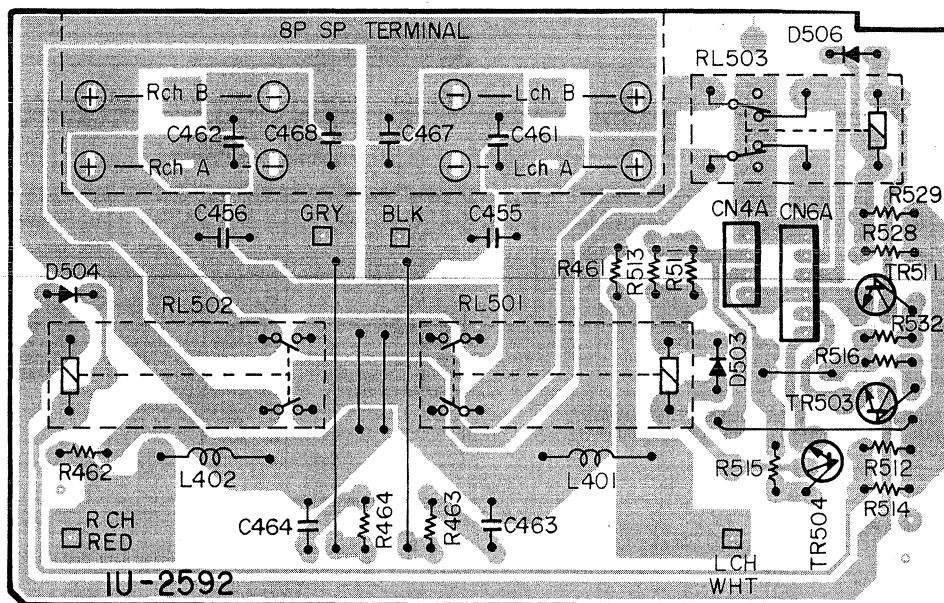 8P SP TERMINAL
D506
RL503
+ Rch B - - Lch B +
C462 C468 C467 C461
+ Rch A - - Lch A +
C456 GRY BLK C455
CN4A CN6A
R529
R528
D504
R461 R513 R511
TR511
RL502 RL501
R532
D503
R516
TR503
R462 L402 L401
R515
R512
C464 R464 R463 C463
R514
TR504
R CH
RED
L CH
WHT
1U-2592